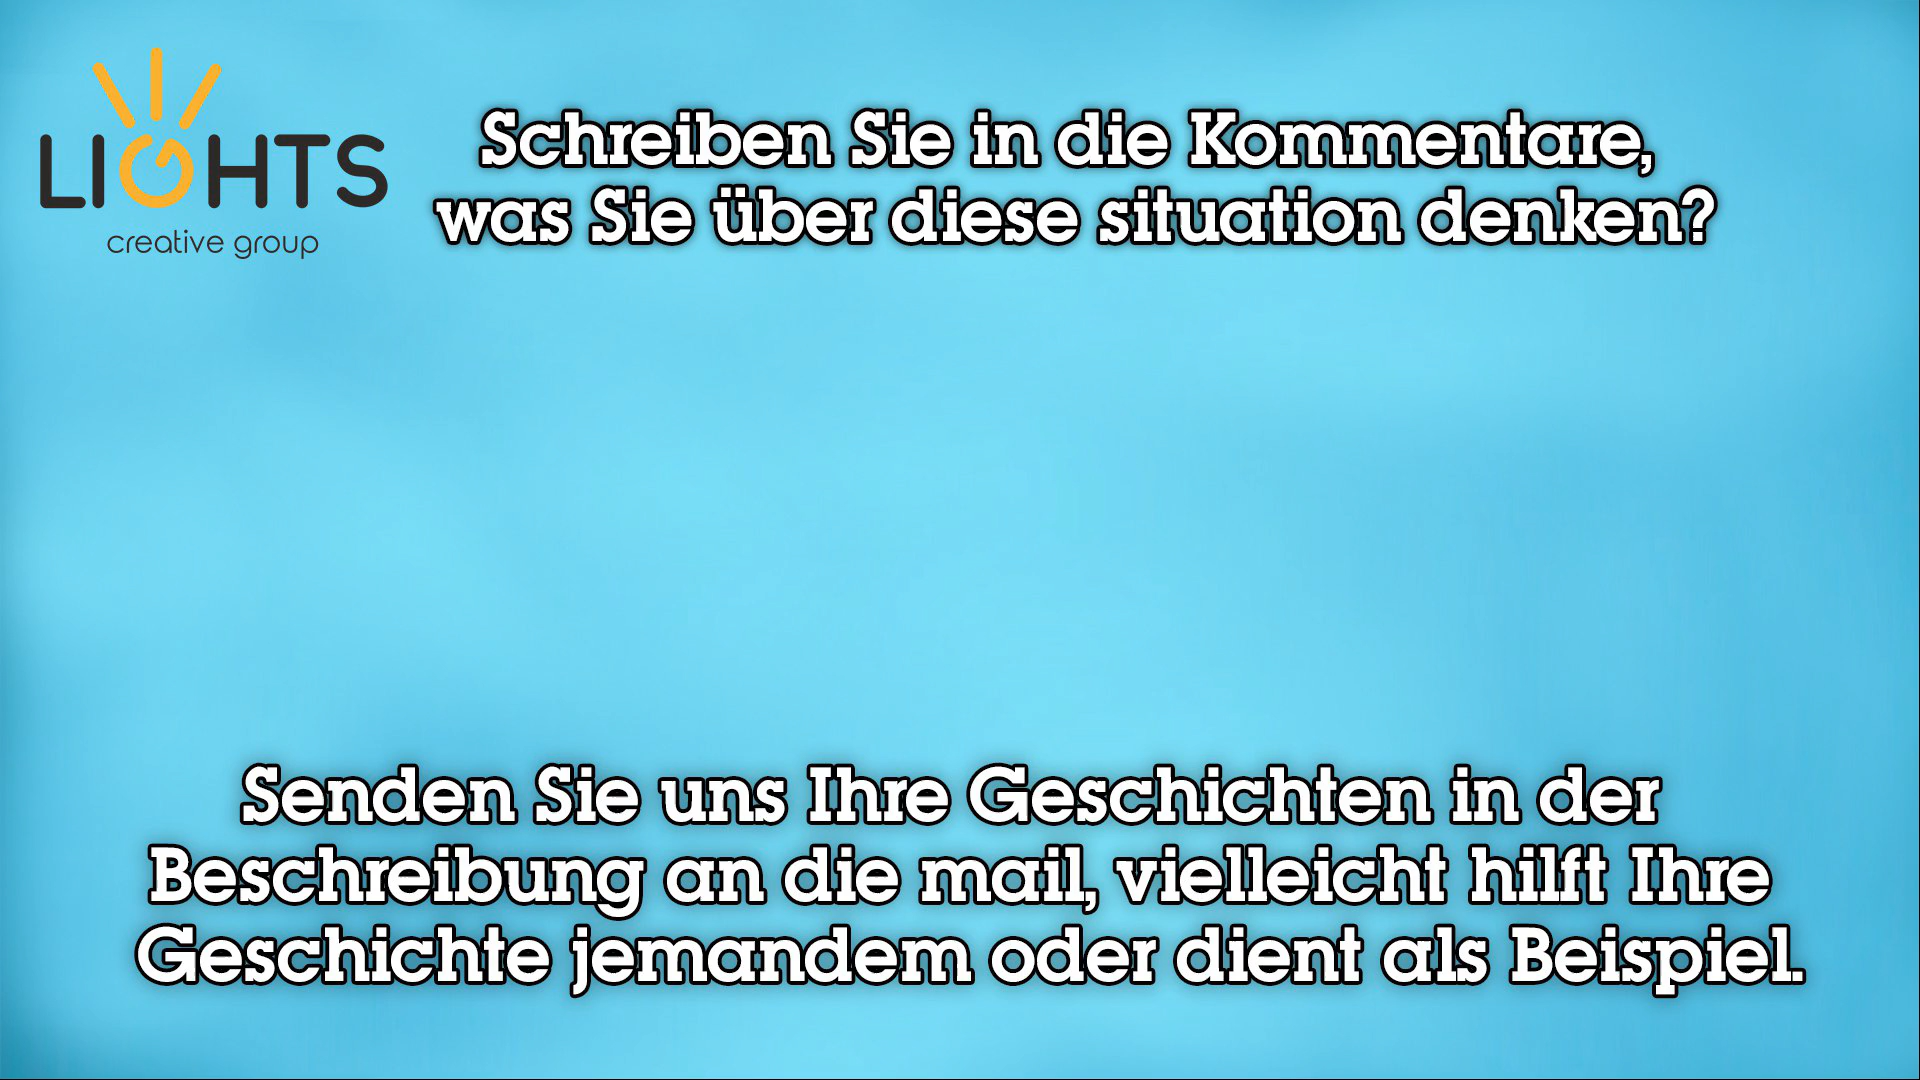 LIGHTS
creative group
Schreiben Sie in die Kommentare,
was Sie über diese situation denken?
Senden Sie uns Ihre Geschichten in der
Beschreibung an die mail, vielleicht hilft Ihre
Geschichte jemandem oder dient als Beispiel.